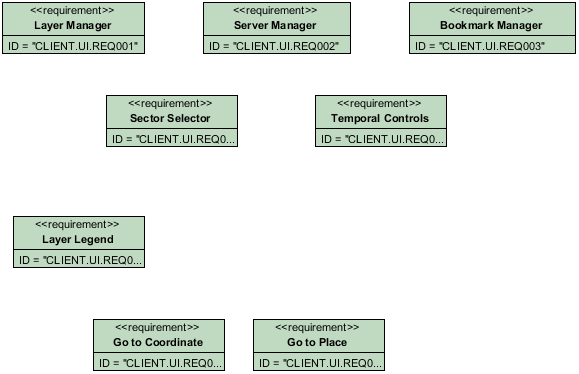 <<requirement>>
Layer Manager
ID = "CLIENT.UI.REQ001"
<<requirement>>
Server Manager
ID = "CLIENT.UI.REQ002"
<<requirement>>
Bookmark Manager
ID = "CLIENT.UI.REQ003"
<<requirement>>
Sector Selector
ID = "CLIENT.UI.REQ0...
<<requirement>>
Temporal Controls
ID = "CLIENT.UI.REQ0...
<<requirement>>
Layer Legend
ID = "CLIENT.UI.REQ0...
<<requirement>>
Go to Coordinate
ID = "CLIENT.UI.REQ0...
<<requirement>>
Go to Place
ID = "CLIENT.UI.REQ0...